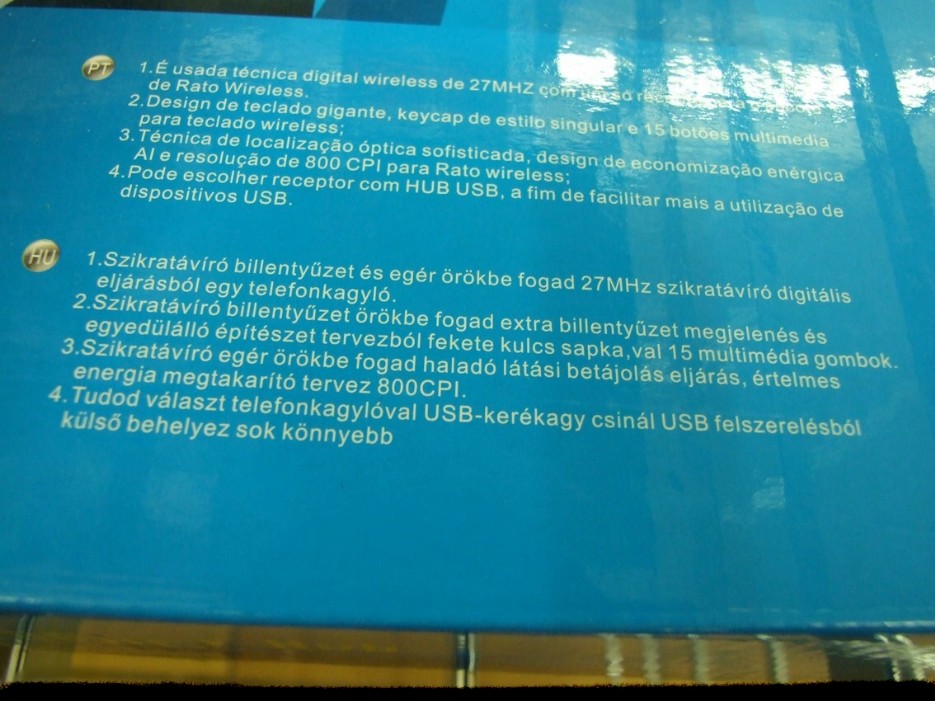 PT
1.É usada técnica digital wireless de 27MHZ com um só
de Rato Wireless.
2.Design de teclado gigante, keycap de estilo singular e 15 botões multimedia
para teclado wireless;
3.Técnica de localização óptica sofisticada, design de economização enérgica
AI e resolução de 800 CPI para Rato wireless;
4.Pode escolher receptor com HUB USB, a fim de facilitar mais a utilização de
dispositivos USB.
HU
1.Szikratávíró billentyűzet és egér örökbe fogad 27MHz szikratávíró digitális
eljárásból egy telefonkagyló.
2.Szikratávíró billentyűzet örökbe fogad extra billentyűzet megjelenés és
egyedülálló építészet tervezból fekete kulcs sapka,val 15 multimédia gombok.
3.Szikratávíró egér örökbe fogad haladó látási betájolás eljárás, értelmes
energia megtakarító tervez 800CPI.
4.Tudod választ telefonkagylóval USB-kerékagy csinál USB felszerelésból
külső behelyez sok könnyebb